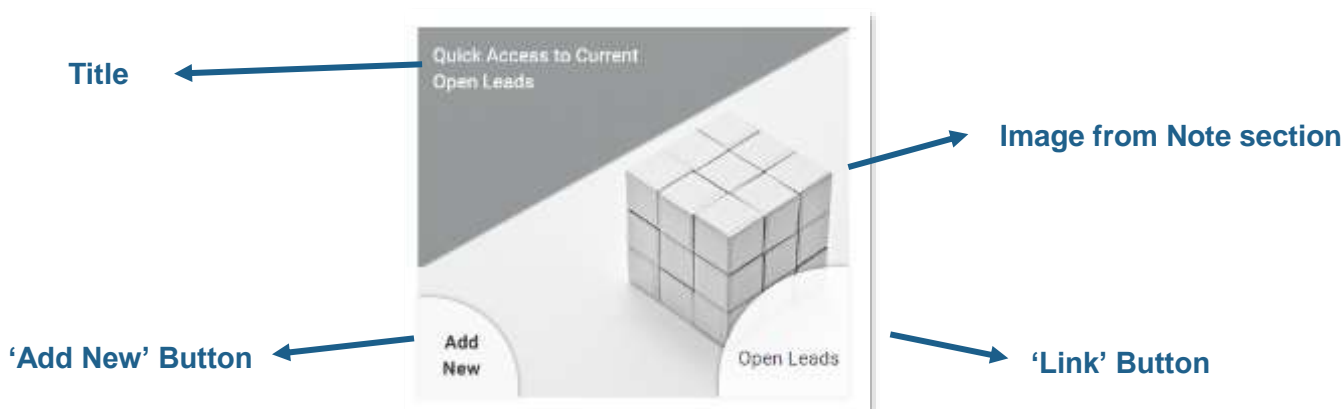 Title
Quick Access to Current
Open Leads
Image from Note section
‘Add New’ Button
Add
New
Open Leads
‘Link’ Button